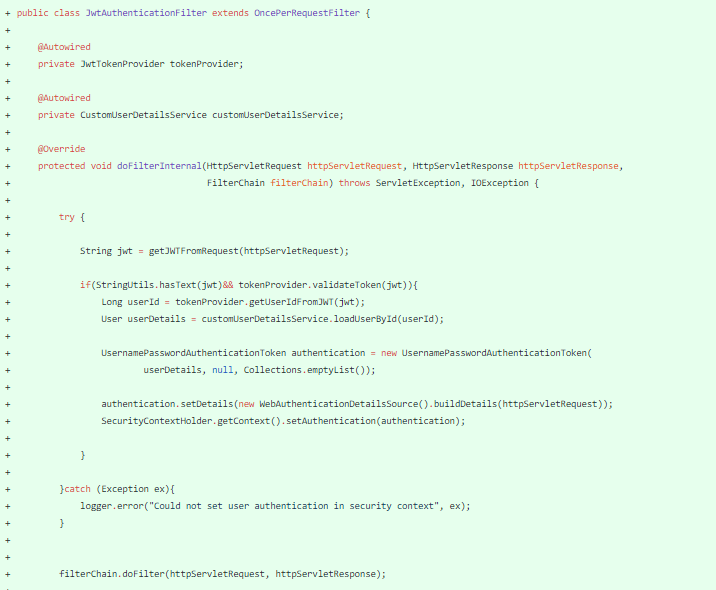 + public class JwtAuthenticationFilter extends OncePerRequestFilter {
+
+     @Autowired
+     private JwtTokenProvider tokenProvider;
+
+     @Autowired
+     private CustomUserDetailsService customUserDetailsService;
+
+     @Override
+     protected void doFilterInternal(HttpServletRequest httpServletRequest, HttpServletResponse httpServletResponse,
+                                     FilterChain filterChain) throws ServletException, IOException {
+
+         try {
+
+             String jwt = getJWTFromRequest(httpServletRequest);
+
+             if(StringUtils.hasText(jwt)&& tokenProvider.validateToken(jwt)){
+                 Long userId = tokenProvider.getUserIdFromJWT(jwt);
+                 User userDetails = customUserDetailsService.loadUserById(userId);
+
+                 UsernamePasswordAuthenticationToken authentication = new UsernamePasswordAuthenticationToken(
+                         userDetails, null, Collections.emptyList());
+
+                 authentication.setDetails(new WebAuthenticationDetailsSource().buildDetails(httpServletRequest));
+                 SecurityContextHolder.getContext().setAuthentication(authentication);
+
+             }
+
+         }catch (Exception ex){
+             logger.error("Could not set user authentication in security context", ex);
+         }
+
+
+         filterChain.doFilter(httpServletRequest, httpServletResponse);